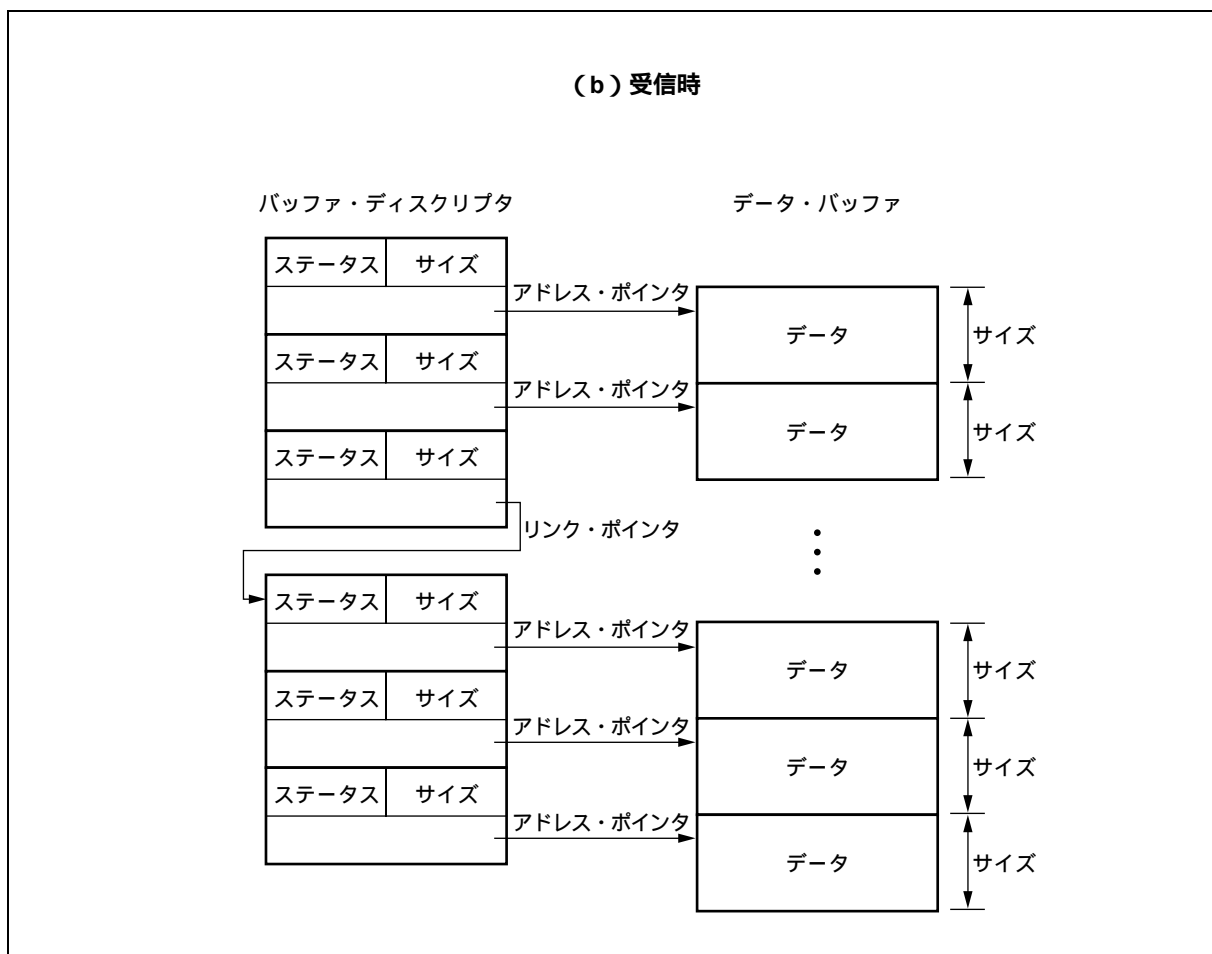 （b）受信時
バッファ・ディスクリプタ
データ・バッファ
ステータス サイズ
アドレス・ポインタ
データ
サイズ
ステータス サイズ
アドレス・ポインタ
データ
サイズ
ステータス サイズ
リンク・ポインタ
ステータス サイズ
アドレス・ポインタ
データ
サイズ
ステータス サイズ
アドレス・ポインタ
データ
サイズ
ステータス サイズ
アドレス・ポインタ
データ
サイズ